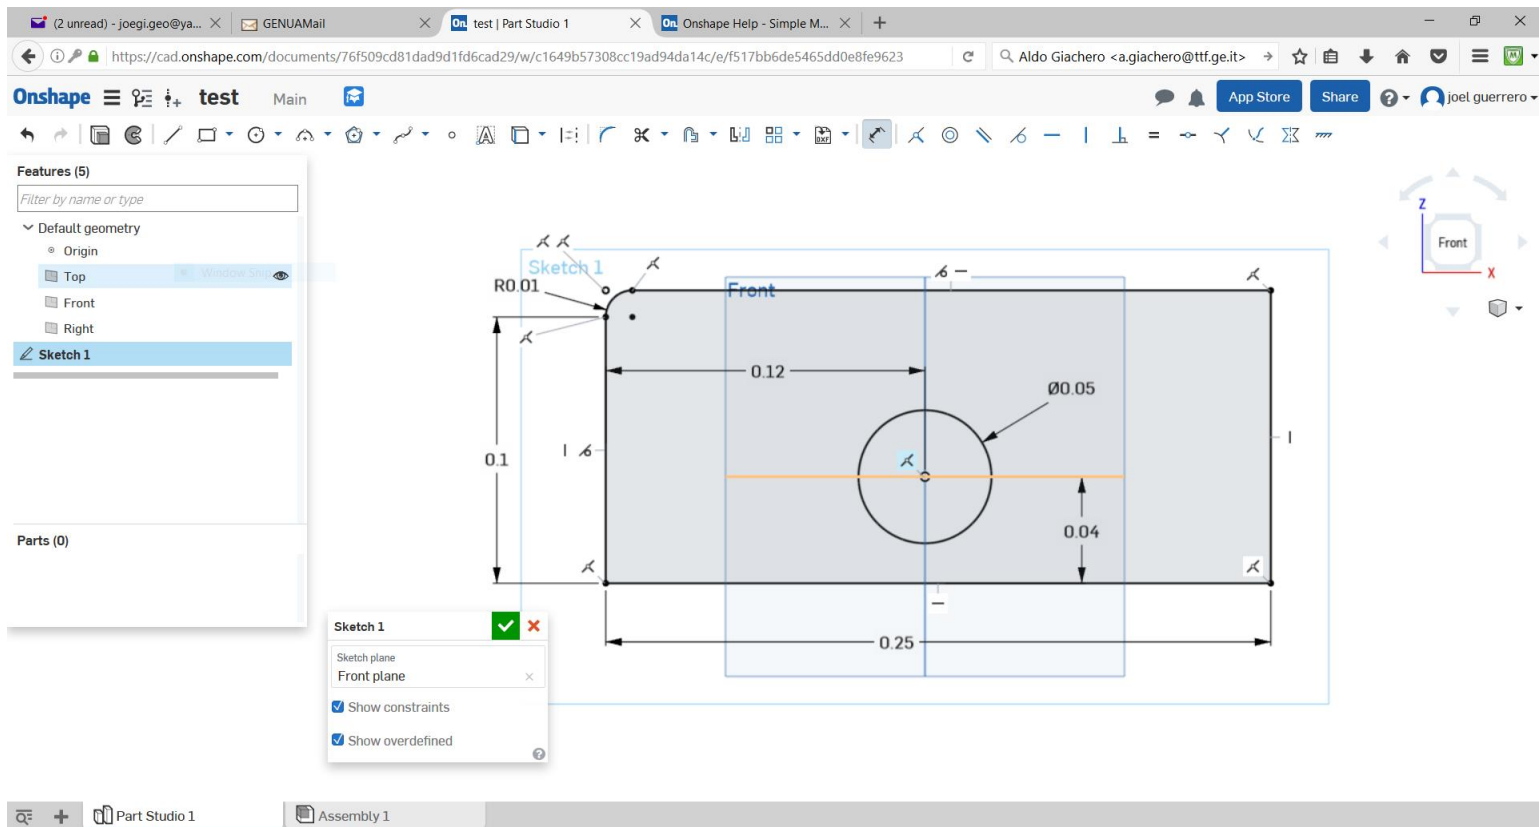 (2 unread) - joegi.geo@ya...
GENUAMail
On. test | Part Studio 1
On. Onshape Help - Simple M...
https://cad.onshape.com/documents/76f509cd81dad9d1fd6cad29/w/c1649b57308cc19ad94da14c/e/f517bb6de5465dd0e8fe9623
Aldo Giachero <a.giachero@ttf.ge.it>
Onshape
test
Main
App Store
Share
joel guerrero
Features (5)
Filter by name or type
Default geometry
Origin
Top
Front
Right
Sketch 1
Parts (0)
Sketch 1
R0.01
Front
0.12
Ø0.05
0.1
0.04
0.25
Z
Front
X
Sketch 1
Sketch plane
Front plane
Show constraints
Show overdefined
Part Studio 1
Assembly 1